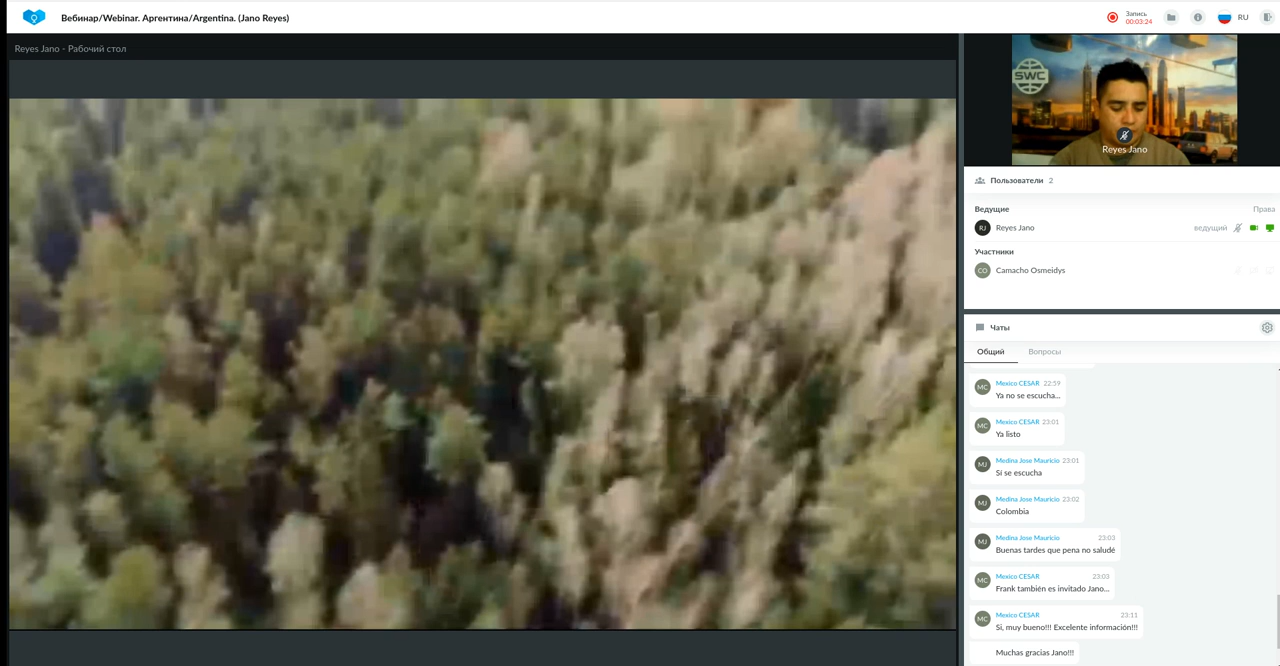 Вебинар/Webinar. Аргентина/Argentina. (Jano Reyes)
Запись
00:03:24
RU
Reyes Jano - Рабочий стол
SWC
Reyes Jano
Пользователи 2
Ведущие Права
RJ Reyes Jano ведущий
Участники
CO Camacho Osmeidys
Чаты
Общий Вопросы
MC Mexico CESAR 22:59
Ya no se escucha...
MC Mexico CESAR 23:01
Ya listo
MJ Medina Jose Mauricio 23:01
Si se escucha
MJ Medina Jose Mauricio 23:02
Colombia
MJ Medina Jose Mauricio 23:03
Buenas tardes que pena no saludé
MC Mexico CESAR 23:03
Frank también es invitado Jano...
MC Mexico CESAR 23:11
Si, muy bueno!!! Excelente información!!!
Muchas gracias Jano!!!